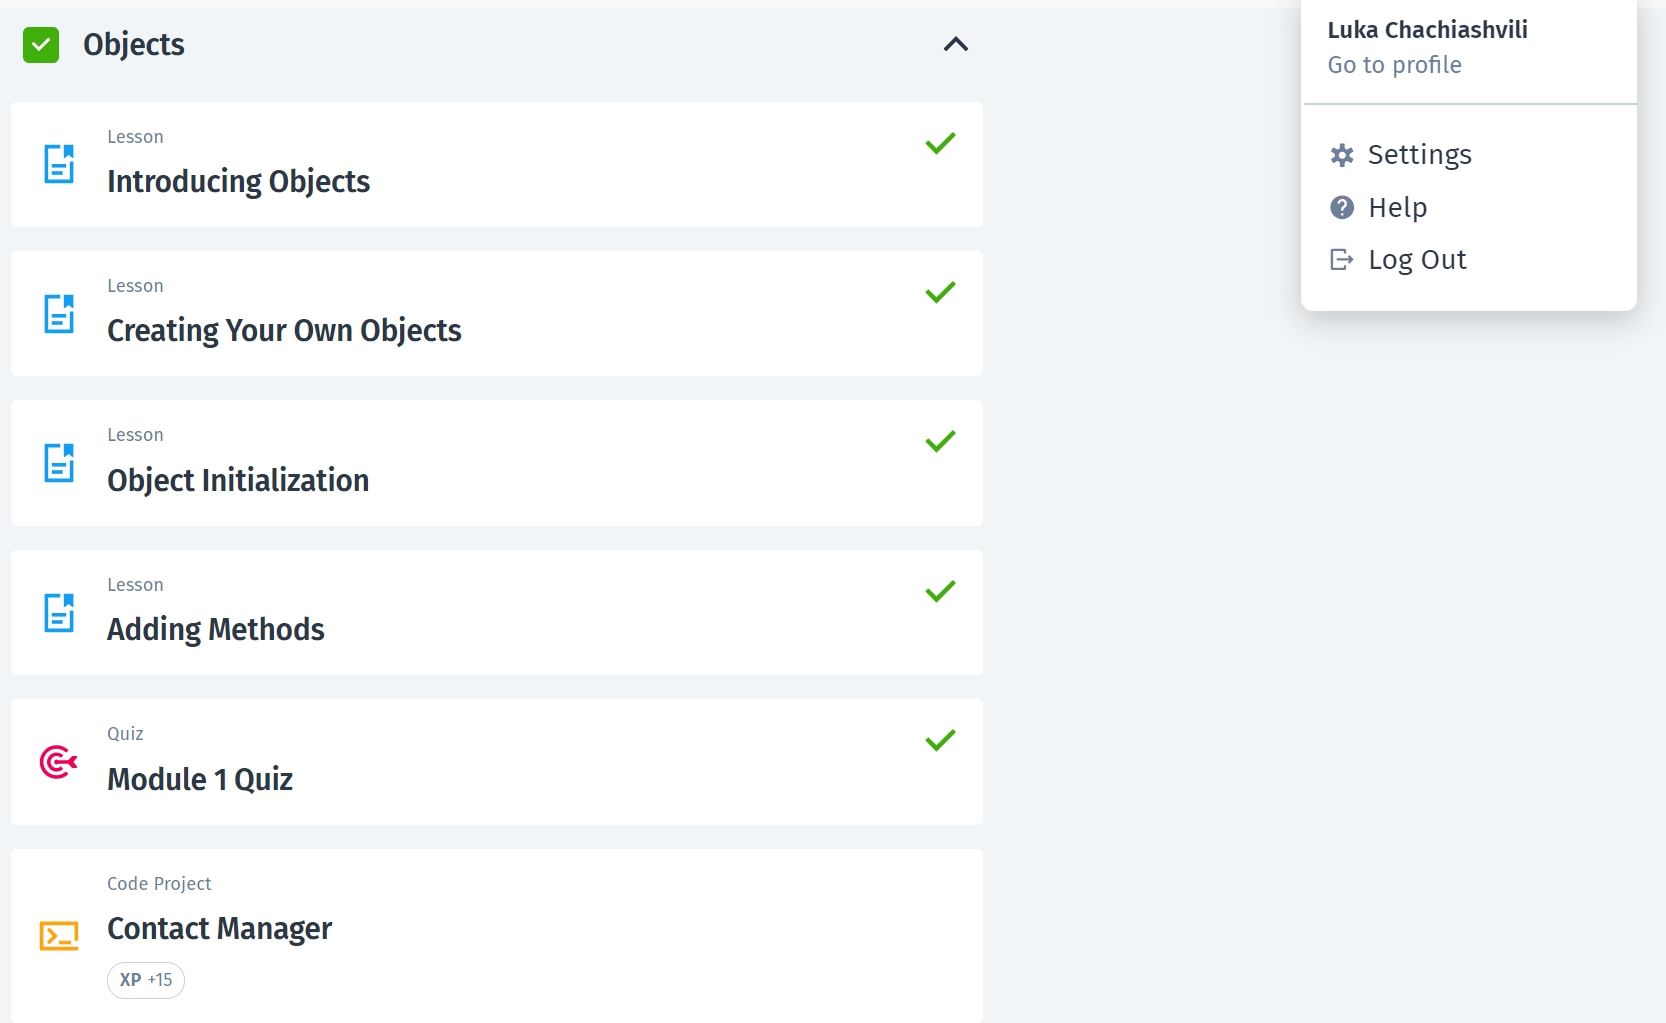 Objects
Lesson
Introducing Objects
Lesson
Creating Your Own Objects
Lesson
Object Initialization
Lesson
Adding Methods
Quiz
Module 1 Quiz
Code Project
Contact Manager
XP +15
Luka Chachiashvili
Go to profile
Settings
Help
Log Out